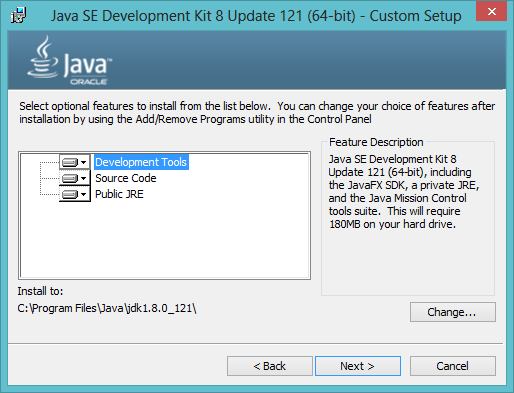 Java SE Development Kit 8 Update 121 (64-bit) - Custom Setup
Java™
ORACLE
Select optional features to install from the list below. You can change your choice of features after
installation by using the Add/Remove Programs utility in the Control Panel
Development Tools
Source Code
Public JRE
Feature Description
Java SE Development Kit 8
Update 121 (64-bit), including
the JavaFX SDK, a private JRE,
and the Java Mission Control
tools suite. This will require
180MB on your hard drive.
Install to:
C:\Program Files\Java\jdk1.8.0_121\
Change...
< Back
Next >
Cancel